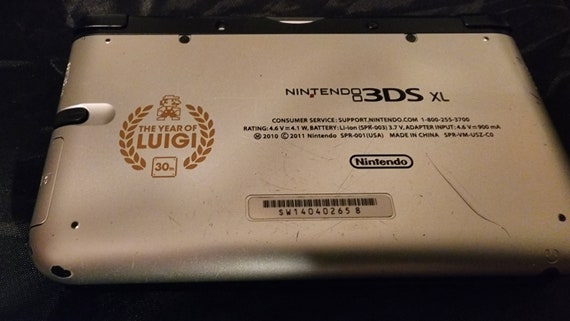 NINTENDO 3DS XL
CONSUMER SERVICE: SUPPORT.NINTENDO.COM 1-800-255-3700
RATING: 4.6 V⎓4.1 W, BATTERY: Li-ion (SPR-003) 3.7 V, ADAPTER INPUT: 4.6 V⎓900 mA
Ⓜ 2010 Ⓒ 2011 Nintendo SPR-001(USA) MADE IN CHINA SPR-VM-USZ-C0
Nintendo
THE YEAR OF
LUIGI
30th
SW14040265 8